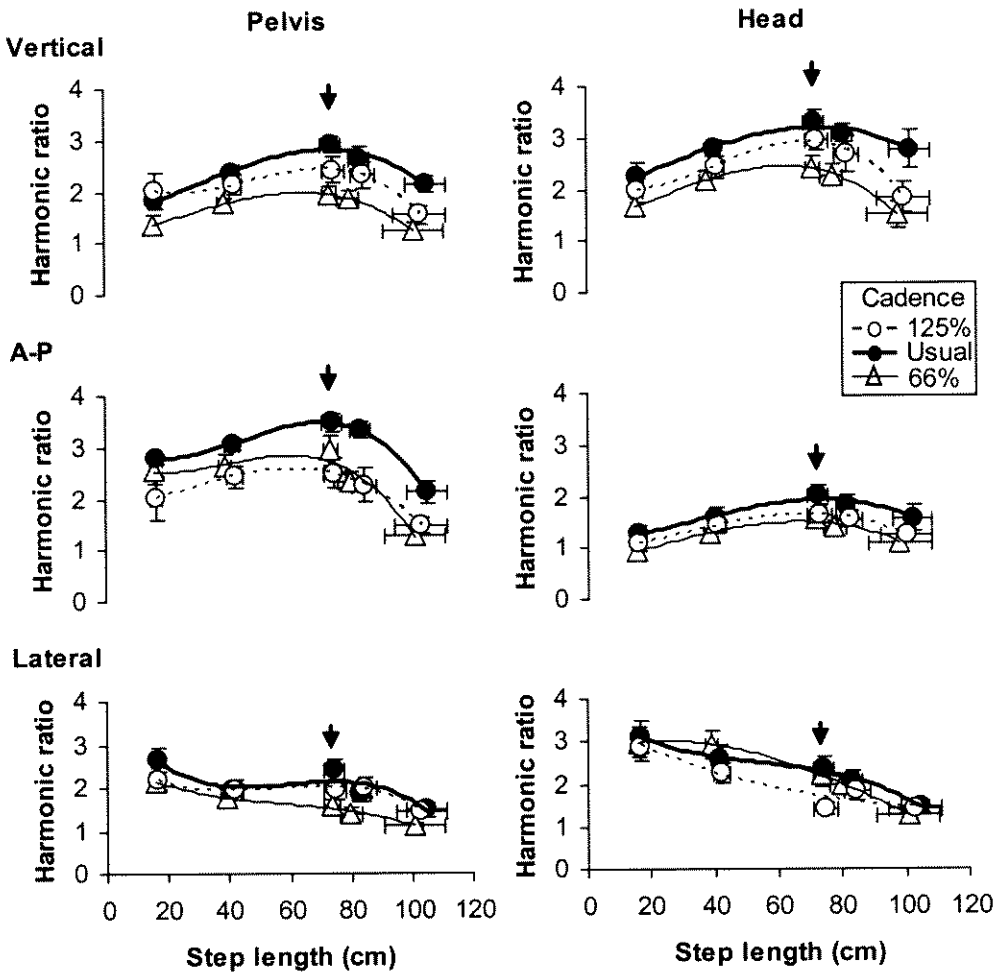 Pelvis
Head
Vertical
Harmonic ratio
4
3
2
1
0
Harmonic ratio
4
3
2
1
0
Cadence
125%
Usual
66%
A-P
Harmonic ratio
4
3
2
1
0
Harmonic ratio
4
3
2
1
0
Lateral
Harmonic ratio
4
3
2
1
0
0 20 40 60 80 100 120
Step length (cm)
Harmonic ratio
4
3
2
1
0
0 20 40 60 80 100 120
Step length (cm)